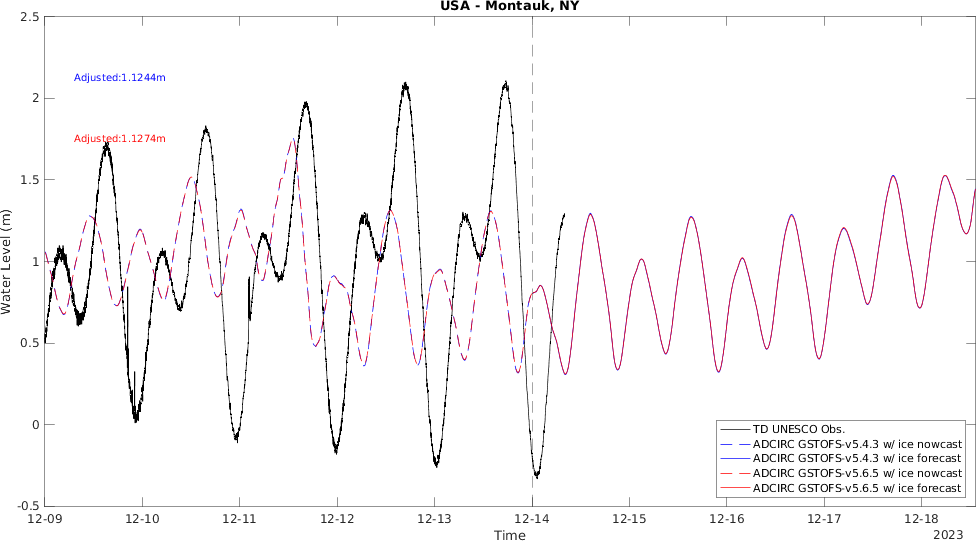 USA - Montauk, NY
2.5
2
1.5
1
0.5
0
-0.5
Water Level (m)
Adjusted:1.1244m
Adjusted:1.1274m
TD UNESCO Obs.
ADCIRC GSTOFS-v5.4.3 w/ ice nowcast
ADCIRC GSTOFS-v5.4.3 w/ ice forecast
ADCIRC GSTOFS-v5.6.5 w/ ice nowcast
ADCIRC GSTOFS-v5.6.5 w/ ice forecast
12-09 12-10 12-11 12-12 12-13 12-14 12-15 12-16 12-17 12-18
Time
2023